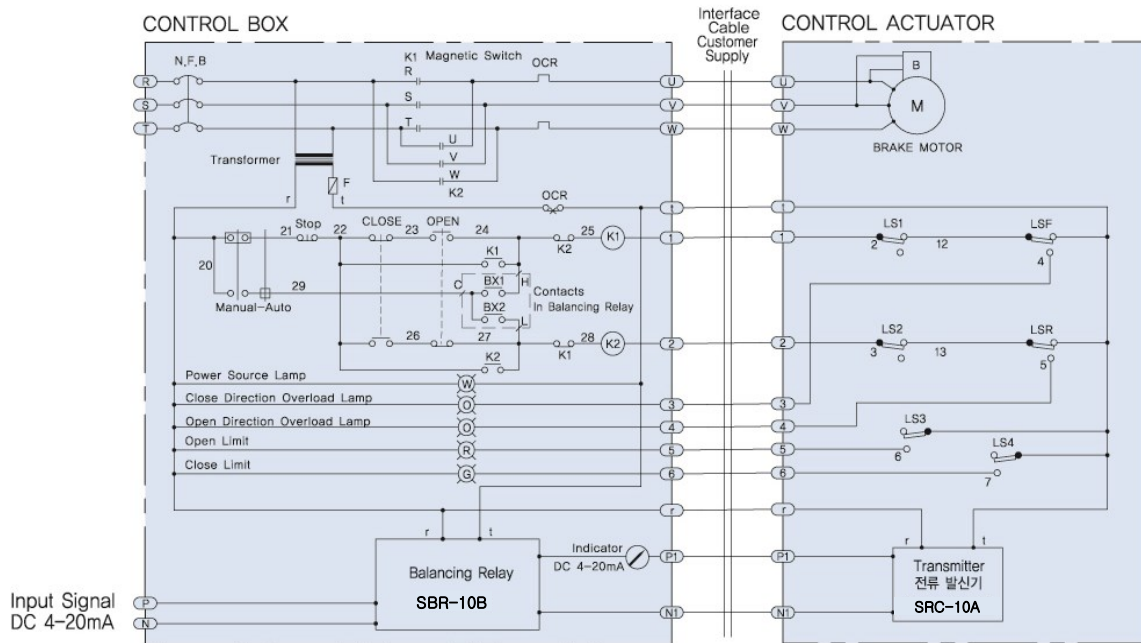 CONTROL BOX
Interface
Cable
Customer
Supply
CONTROL ACTUATOR
N.F.B
K1 Magnetic Switch
OCR
R
R
U
U
B
S
S
V
V
M
T
T
W
W
U
V
W
K2
BRAKE MOTOR
Transformer
F
r
t
OCR
t
t
Stop
CLOSE
OPEN
21
22
23
24
25
K1
1
1
LS1
2
12
LSF
4
K2
K1
20
29
C
BX1
H
Contacts
In Balancing Relay
BX2
L
Manual-Auto
26
27
28
K2
2
2
LS2
3
13
LSR
5
K1
K2
Power Source Lamp
W
Close Direction Overload Lamp
O
3
3
Open Direction Overload Lamp
O
4
4
LS3
Open Limit
R
5
5
6
LS4
Close Limit
G
6
6
7
r
r
r
t
r
t
Balancing Relay
SBR-10B
Indicator
DC 4-20mA
P1
P1
Transmitter
전류 발신기
SRC-10A
N1
N1
Input Signal
DC 4-20mA
P
N